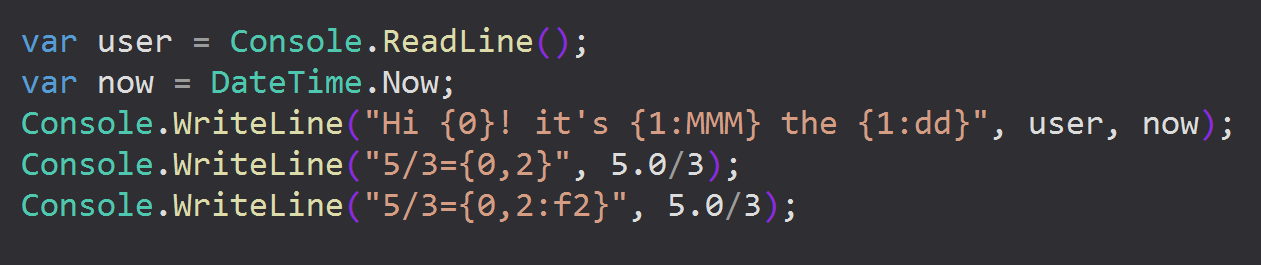 var user = Console.ReadLine();
var now = DateTime.Now;
Console.WriteLine("Hi {0}! it's {1:MMM} the {1:dd}", user, now);
Console.WriteLine("5/3={0,2}", 5.0/3);
Console.WriteLine("5/3={0,2:f2}", 5.0/3);